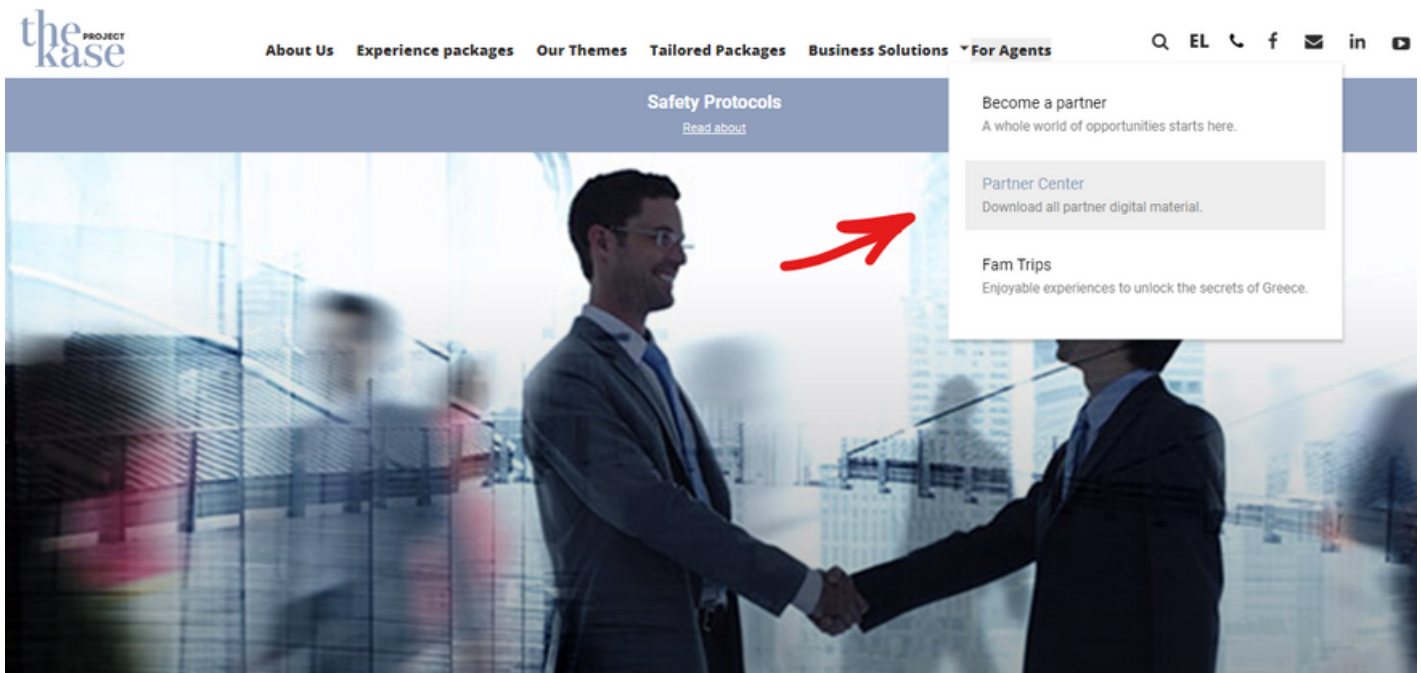 the PROJECT
kase
About Us Experience packages Our Themes Tailored Packages Business Solutions For Agents
EL
f
in
Safety Protocols
Read about
Become a partner
A whole world of opportunities starts here.
Partner Center
Download all partner digital material.
Fam Trips
Enjoyable experiences to unlock the secrets of Greece.